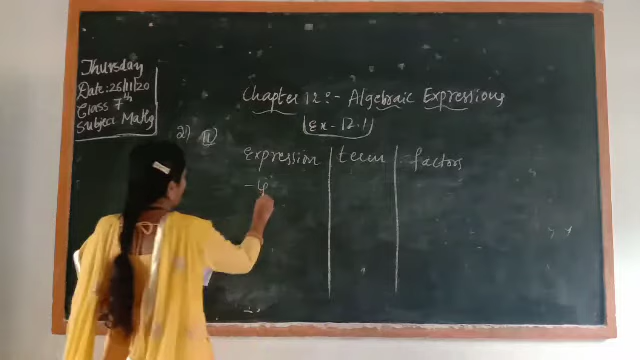 Thursday
Date: 26/11/20
Class 7th
Subject Maths
Chapter 12:- Algebraic Expressions
Ex-12.1
2) ii)
Expression term factors
-4